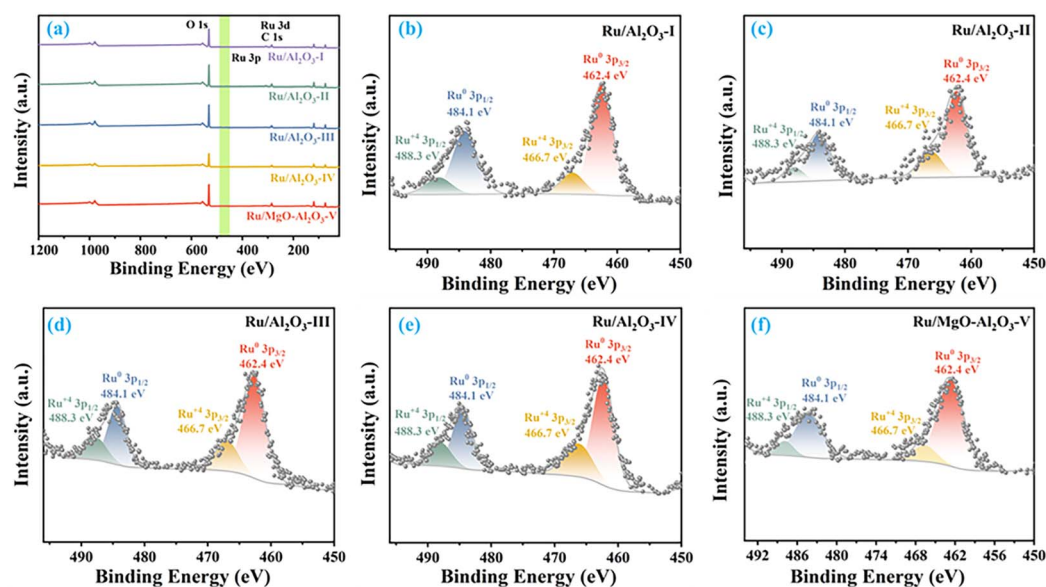 (a)
O 1s
Ru 3d
C 1s
Ru/Al₂O₃-I
Ru 3p
Ru/Al₂O₃-II
Ru/Al₂O₃-III
Ru/Al₂O₃-IV
Ru/MgO-Al₂O₃-V
Intensity (a.u.)
1200 1000 800 600 400 200
Binding Energy (eV)
(b)
Ru/Al₂O₃-I
Ru⁰ 3p₃/₂
462.4 eV
Ru⁰ 3p₁/₂
484.1 eV
Ru⁺⁴ 3p₁/₂
488.3 eV
Ru⁺⁴ 3p₃/₂
466.7 eV
Intensity (a.u.)
490 480 470 460 450
Binding Energy (eV)
(c)
Ru/Al₂O₃-II
Ru⁰ 3p₃/₂
462.4 eV
Ru⁰ 3p₁/₂
484.1 eV
Ru⁺⁴ 3p₁/₂
488.3 eV
Ru⁺⁴ 3p₃/₂
466.7 eV
Intensity (a.u.)
490 480 470 460 450
Binding Energy (eV)
(d)
Ru/Al₂O₃-III
Ru⁰ 3p₃/₂
462.4 eV
Ru⁰ 3p₁/₂
484.1 eV
Ru⁺⁴ 3p₁/₂
488.3 eV
Ru⁺⁴ 3p₃/₂
466.7 eV
Intensity (a.u.)
490 480 470 460 450
Binding Energy (eV)
(e)
Ru/Al₂O₃-IV
Ru⁰ 3p₃/₂
462.4 eV
Ru⁰ 3p₁/₂
484.1 eV
Ru⁺⁴ 3p₁/₂
488.3 eV
Ru⁺⁴ 3p₃/₂
466.7 eV
Intensity (a.u.)
490 480 470 460 450
Binding Energy (eV)
(f)
Ru/MgO-Al₂O₃-V
Ru⁰ 3p₃/₂
462.4 eV
Ru⁰ 3p₁/₂
484.1 eV
Ru⁺⁴ 3p₁/₂
488.3 eV
Ru⁺⁴ 3p₃/₂
466.7 eV
Intensity (a.u.)
492 486 480 474 468 462 456 450
Binding Energy (eV)